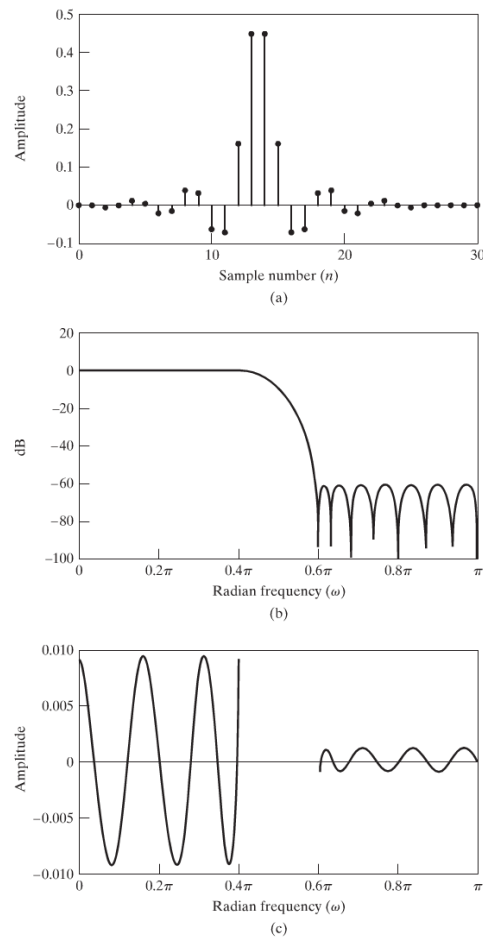 0.5
0.4
0.3
0.2
0.1
0
−0.1
Amplitude
0 10 20 30
Sample number (n)
(a)
20
0
−20
−40
−60
−80
−100
dB
0 0.2π 0.4π 0.6π 0.8π π
Radian frequency (ω)
(b)
0.010
0.005
0
−0.005
−0.010
Amplitude
0 0.2π 0.4π 0.6π 0.8π π
Radian frequency (ω)
(c)